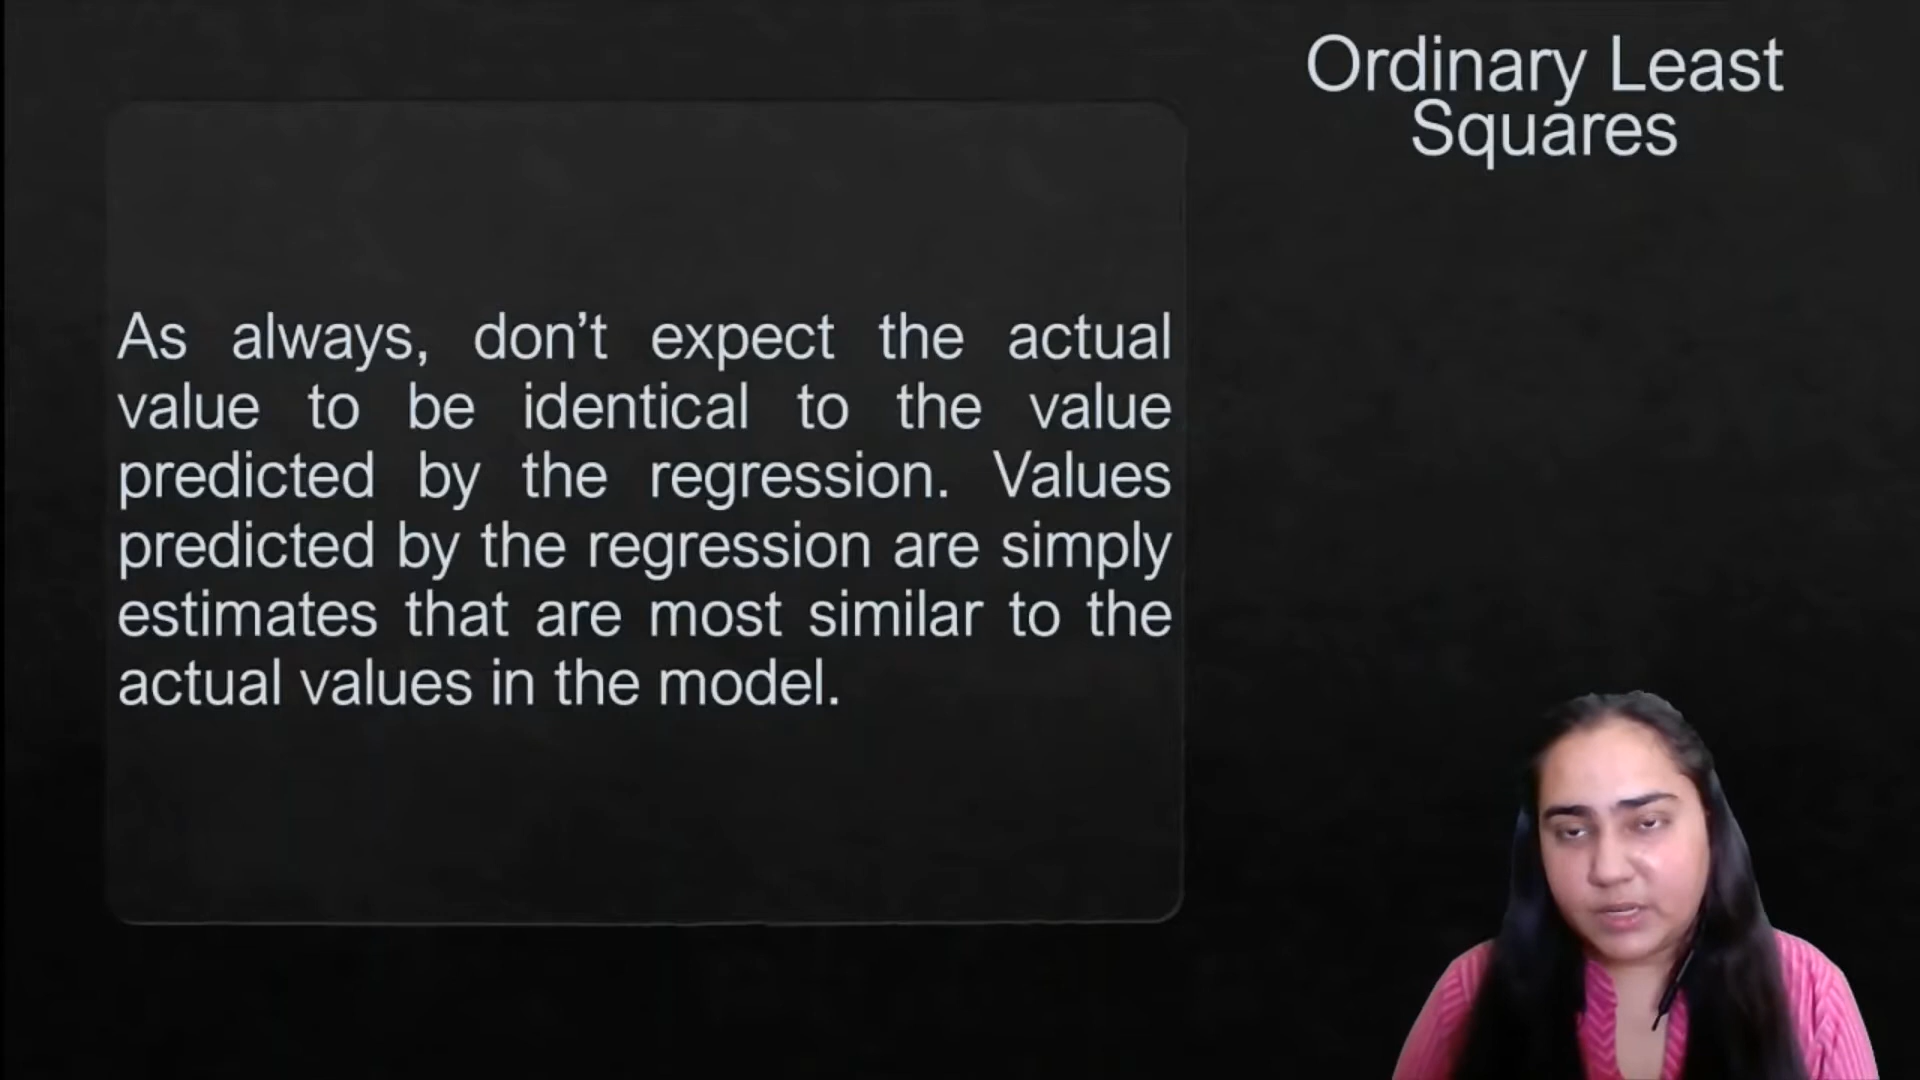 Ordinary Least
Squares
As always, don’t expect the actual
value to be identical to the value
predicted by the regression. Values
predicted by the regression are simply
estimates that are most similar to the
actual values in the model.